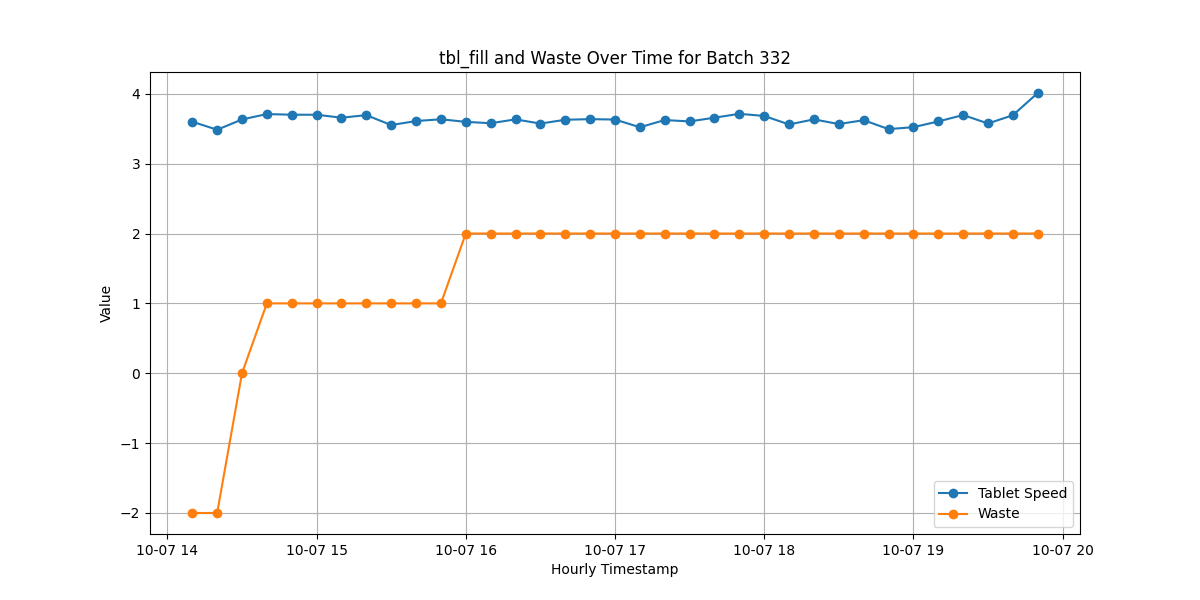 tbl_fill and Waste Over Time for Batch 332
Value
4
3
2
1
0
−1
−2
Tablet Speed
Waste
10-07 14
10-07 15
10-07 16
10-07 17
10-07 18
10-07 19
10-07 20
Hourly Timestamp